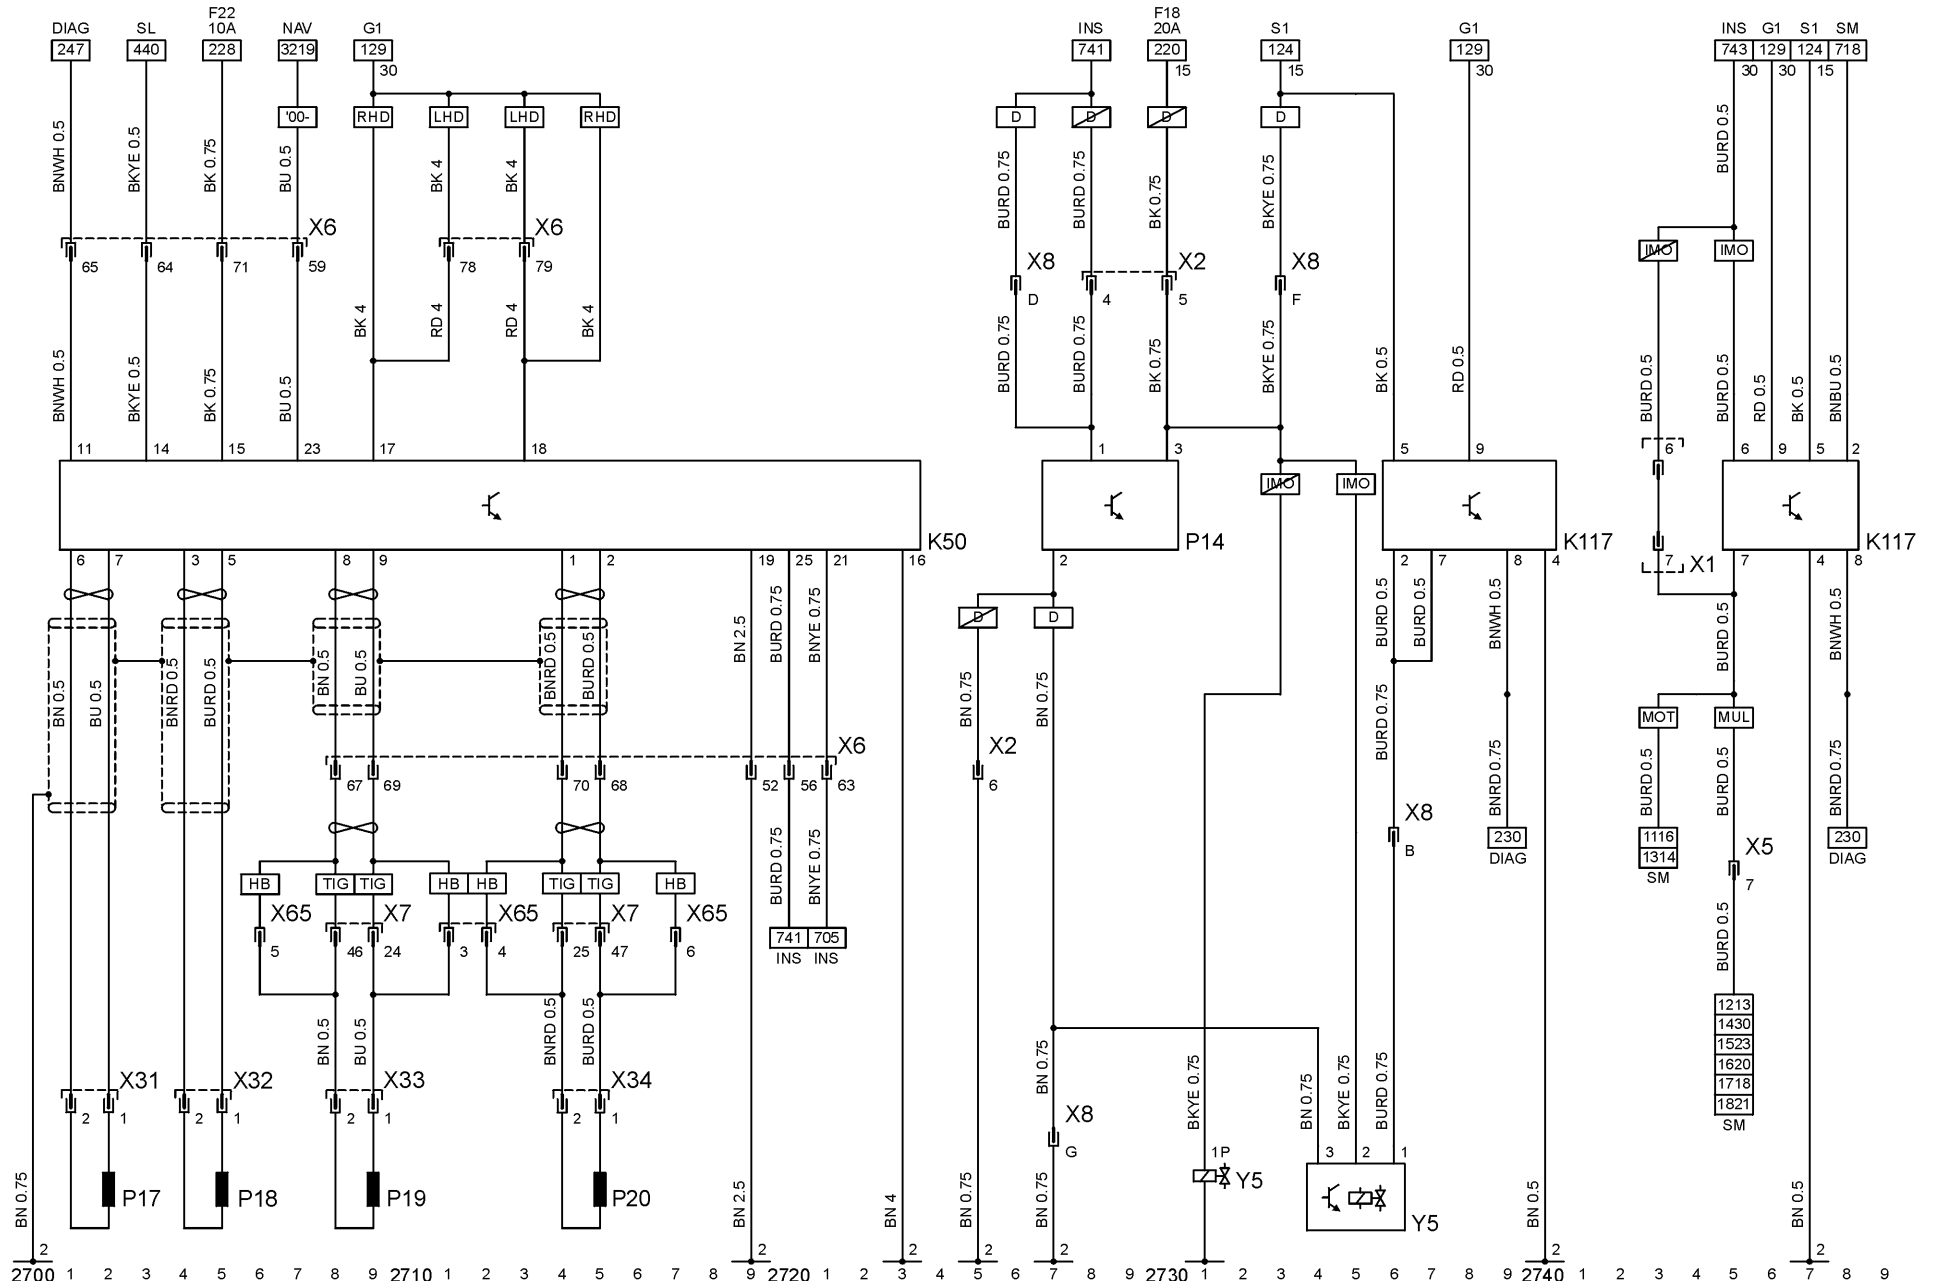 DIAG SL F22 10A NAV G1 INS F18 20A S1 G1 INS G1 S1 SM
247 440 228 3219 129 741 220 124 129 743 129 124 718
30 15 15 30 30 30 15
'00- RHD LHD LHD RHD D D D D
BNWH 0.5 BKYE 0.5 BK 0.75 BU 0.5 BK 4 BK 4 BURD 0.75 BURD 0.75 BK 0.75 BKYE 0.75 BURD 0.5
X6 X6 X8 X2 X8 IMO IMO
65 64 71 59 78 79 D 4 5 F
BNWH 0.5 BKYE 0.5 BK 0.75 BU 0.5 BK 4 RD 4 RD 4 BK 4 BURD 0.75 BURD 0.75 BK 0.75 BKYE 0.75 BK 0.5 RD 0.5 BURD 0.5 BURD 0.5 RD 0.5 BK 0.5 BNBU 0.5
11 14 15 23 17 18 1 3 5 9 6 6 9 5 2
IMO IMO
K50 P14 K117 K117
6 7 3 5 8 9 1 2 19 25 21 16 2 2 7 8 4 7 X1 7 4 8
D D
BN 2.5 BURD 0.75 BNYE 0.75 BURD 0.5 BURD 0.5 BNWH 0.5 BURD 0.5 BNWH 0.5
BN 0.5 BU 0.5 BNRD 0.5 BURD 0.5 BN 0.5 BU 0.5 BNRD 0.5 BURD 0.5 BN 0.75 BN 0.75 BURD 0.75
MOT MUL
X6 X2
67 69 70 68 52 56 63 6
BNRD 0.75 BURD 0.5 BURD 0.5 BNRD 0.75
X8
B
230 1116 230
DIAG 1314 DIAG
SM
X5
7
HB TIG TIG HB HB TIG TIG HB BURD 0.75 BNYE 0.75
X65 X7 X65 X7 X65
5 46 24 3 4 25 47 6
741 705
INS INS
BURD 0.5
BN 0.5 BU 0.5 BNRD 0.5 BURD 0.5
1213
1430
1523
1620
1718
1821
SM
X31 X32 X33 X34
2 1 2 1 2 1 2 1
BN 0.75 BKYE 0.75 BN 0.75 BKYE 0.75 BURD 0.75
X8
G
1P 3 2 1
P17 P18 P19 P20 Y5 Y5
BN 0.75 BN 2.5 BN 4 BN 0.75 BN 0.75 BN 0.5 BN 0.5
2 2 2 2 2 2 2
2700 1 2 3 4 5 6 7 8 9 2710 1 2 3 4 5 6 7 8 9 2720 1 2 3 4 5 6 7 8 9 2730 1 2 3 4 5 6 7 8 9 2740 1 2 3 4 5 6 7 8 9